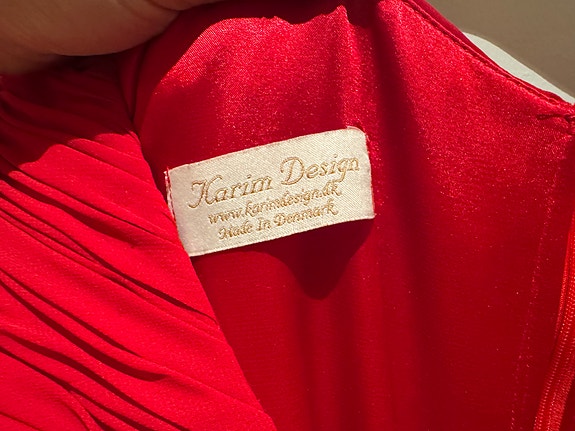 Karim Design
www.karimdesign.dk
Made In Denmark